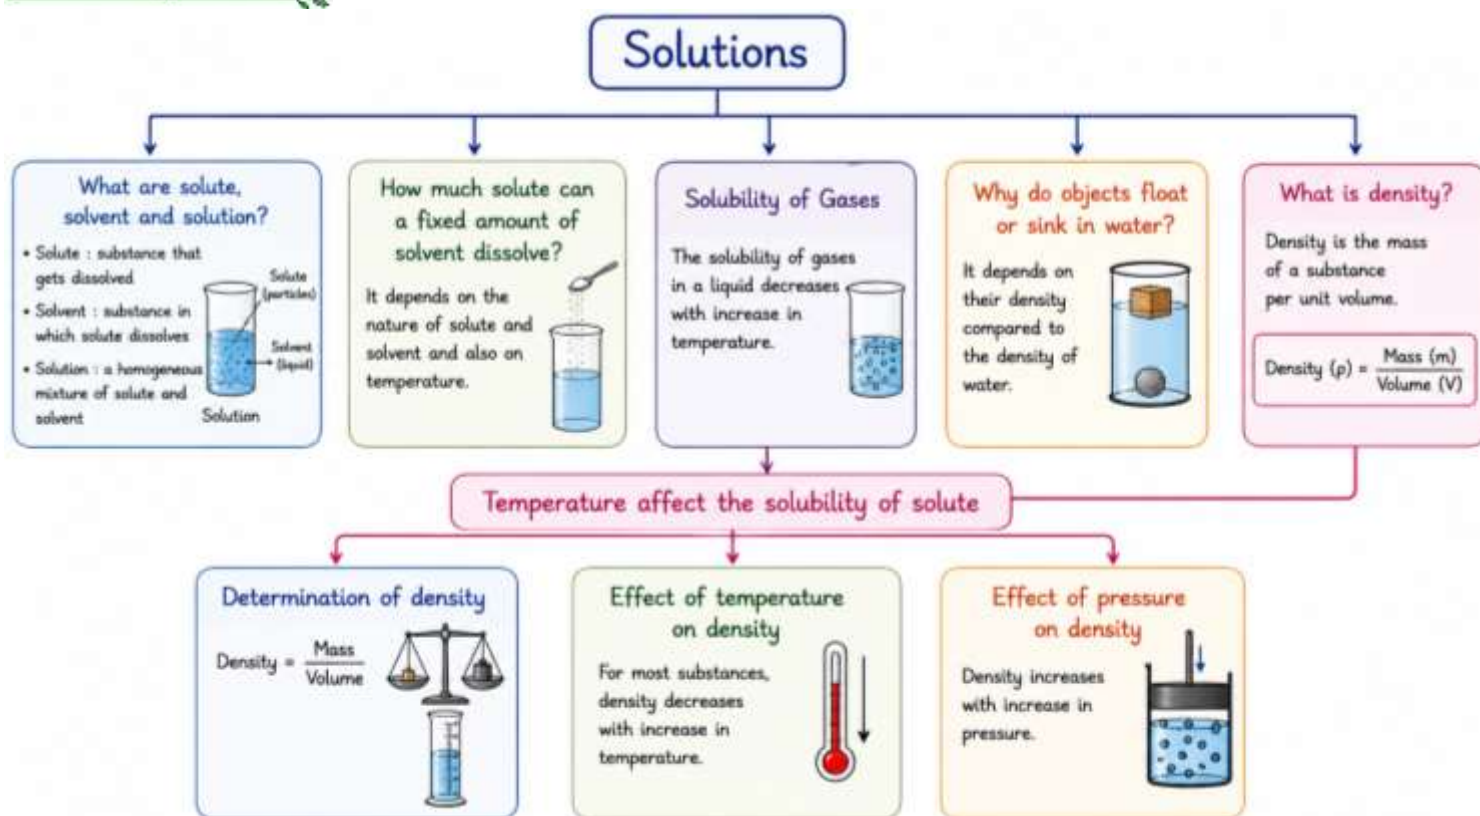 Solutions
What are solute,
solvent and solution?
• Solute : substance that
gets dissolved
• Solvent : substance in
which solute dissolves
• Solution : a homogeneous
mixture of solute and
solvent
Solute
(particles)
Solvent
(liquid)
Solution
How much solute can
a fixed amount of
solvent dissolve?
It depends on the
nature of solute and
solvent and also on
temperature.
Solubility of Gases
The solubility of gases
in a liquid decreases
with increase in
temperature.
Why do objects float
or sink in water?
It depends on
their density
compared to
the density of
water.
What is density?
Density is the mass
of a substance
per unit volume.
Density (ρ) = Mass (m)
Volume (V)
Temperature affect the solubility of solute
Determination of density
Density = Mass
Volume
Effect of temperature
on density
For most substances,
density decreases
with increase in
temperature.
Effect of pressure
on density
Density increases
with increase in
pressure.